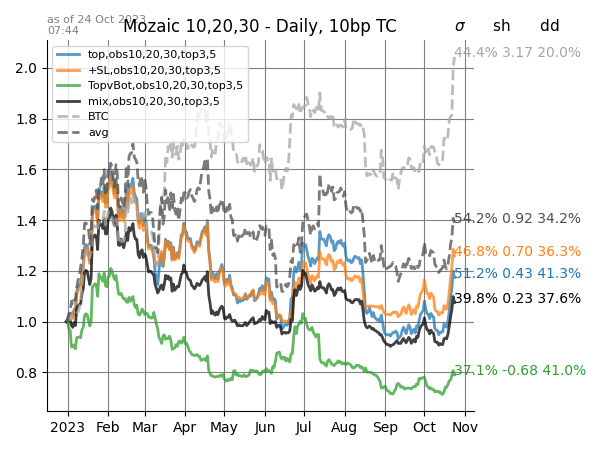 as of 24 Oct 2023
07:44
Mozaic 10,20,30 - Daily, 10bp TC
σ sh dd
top,obs10,20,30,top3,5
+SL,obs10,20,30,top3,5
TopvBot,obs10,20,30,top3,5
mix,obs10,20,30,top3,5
BTC
avg
44.4% 3.17 20.0%
54.2% 0.92 34.2%
46.8% 0.70 36.3%
51.2% 0.43 41.3%
39.8% 0.23 37.6%
37.1% -0.68 41.0%
2.0
1.8
1.6
1.4
1.2
1.0
0.8
2023 Feb Mar Apr May Jun Jul Aug Sep Oct Nov